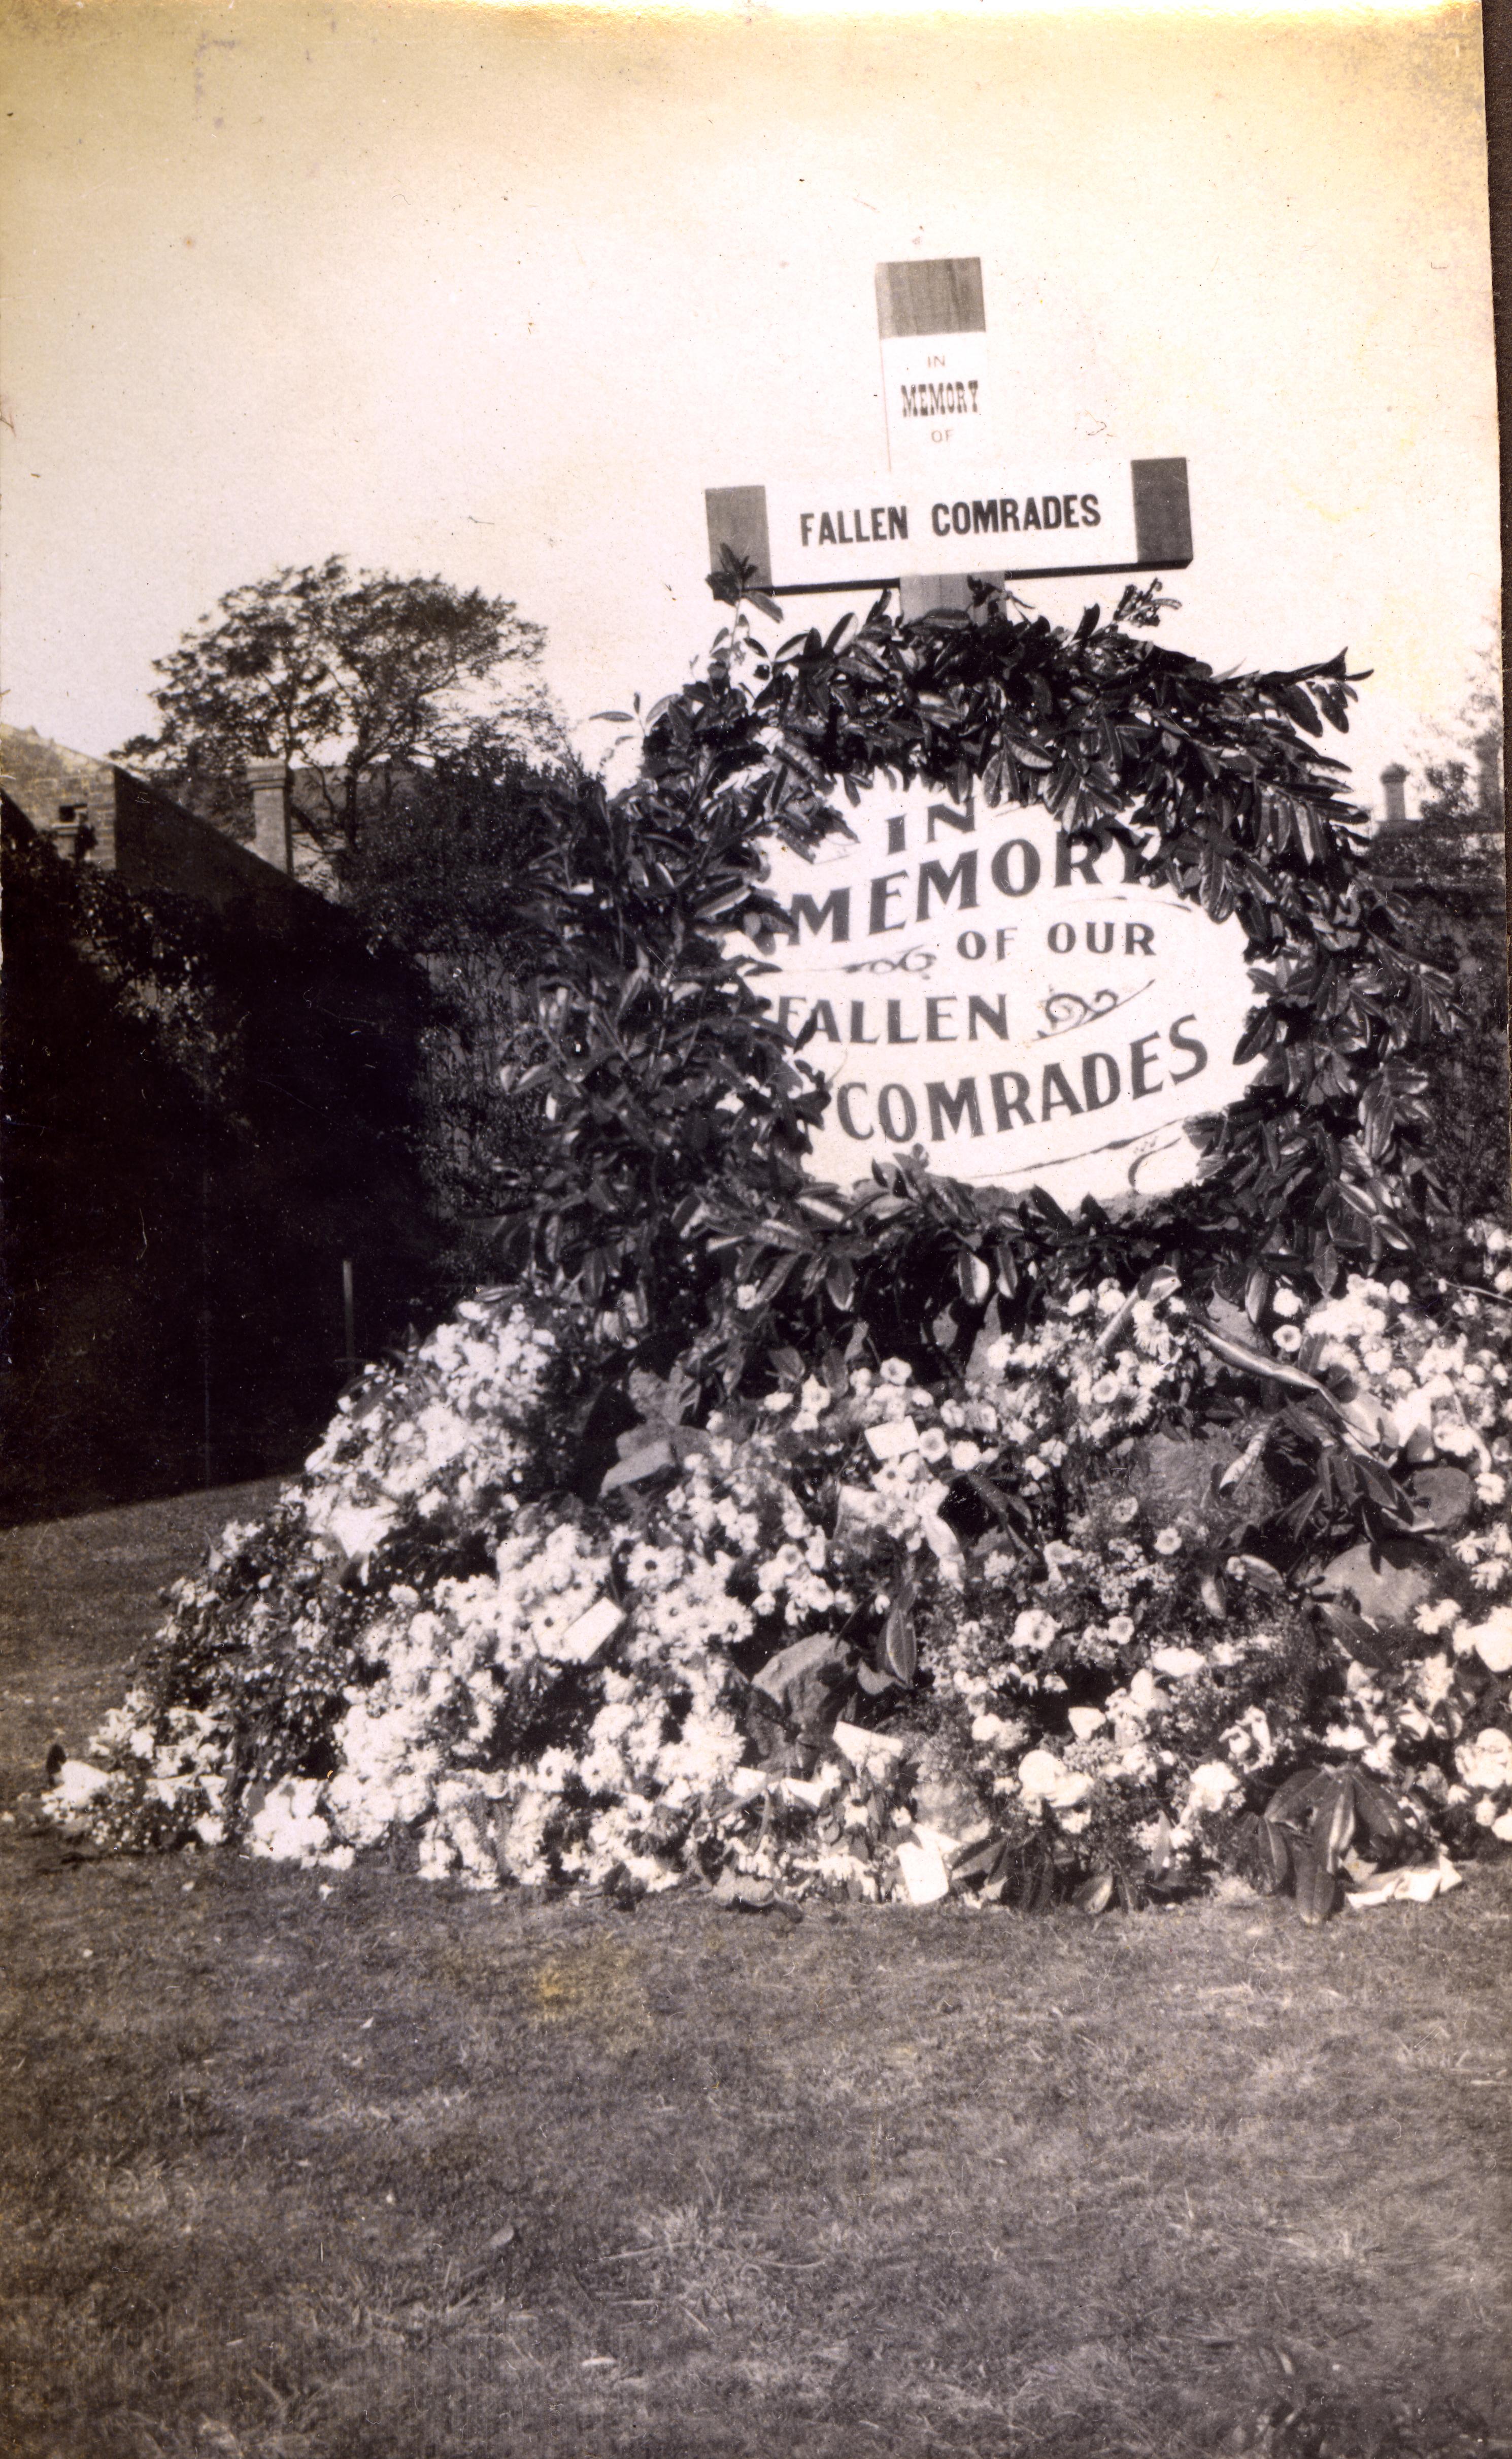 IN
MEMORY
OF
FALLEN COMRADES
IN
MEMORY
OF OUR
FALLEN
COMRADES